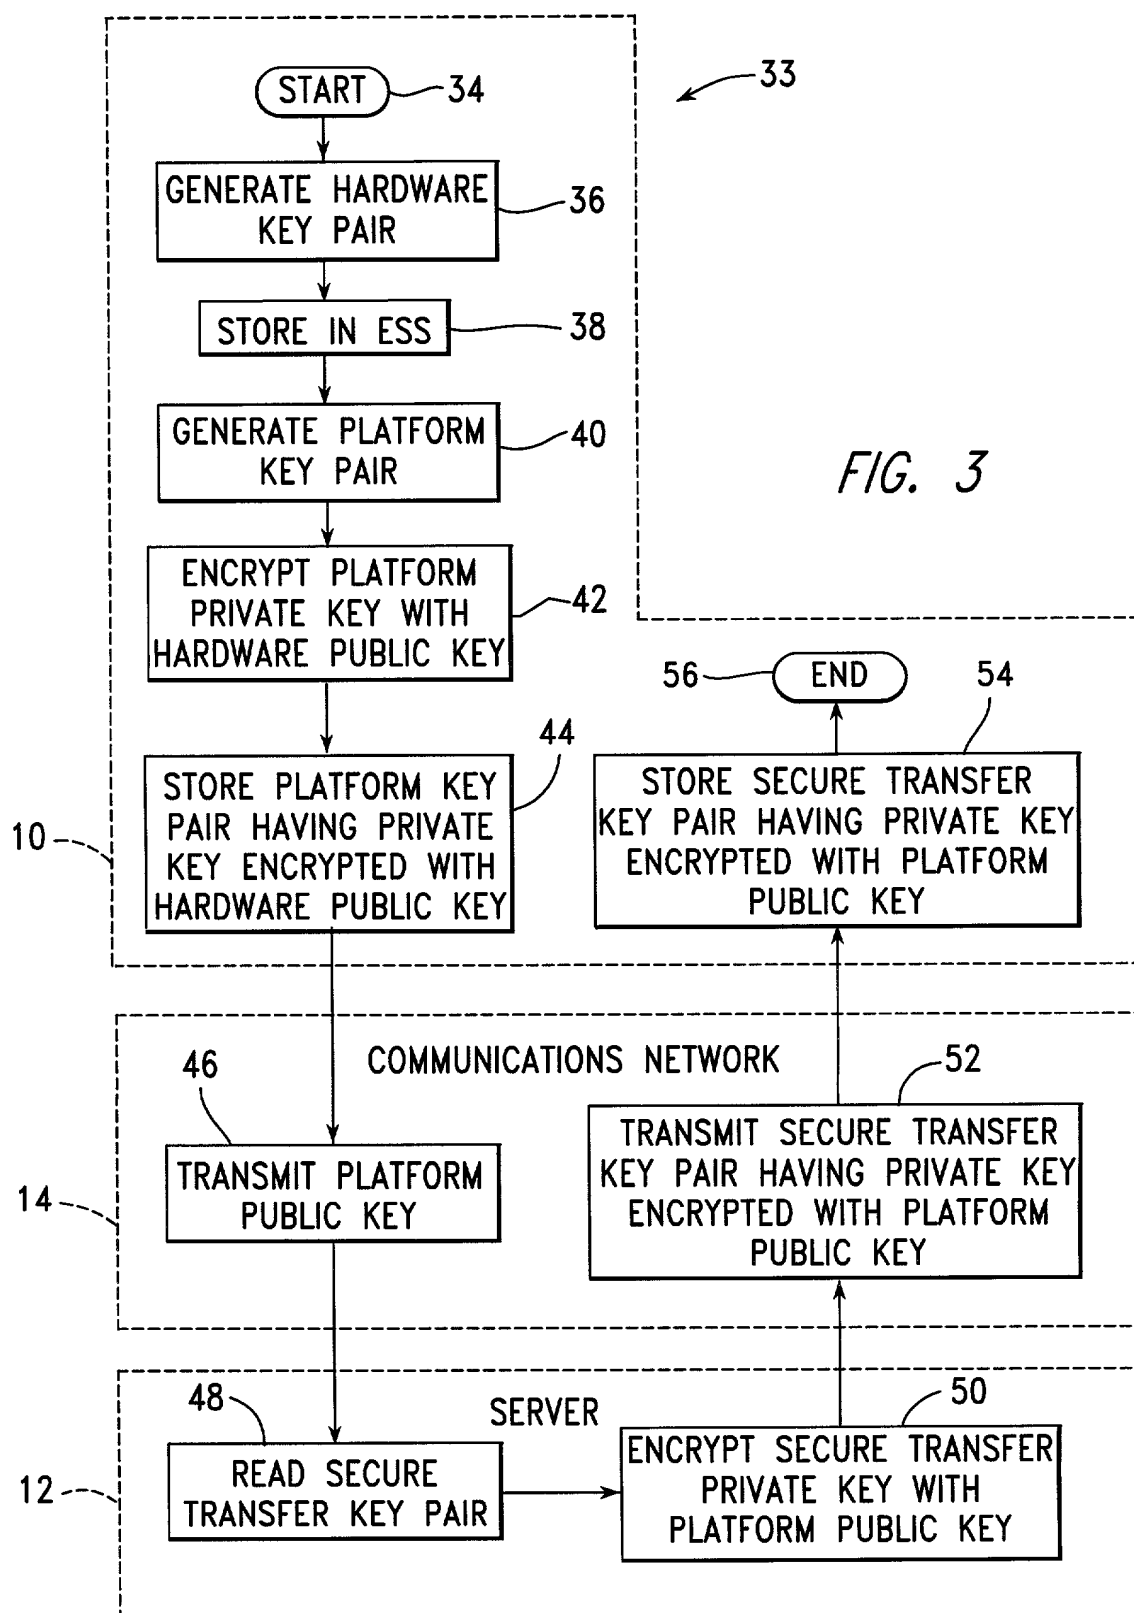 START
34
33
GENERATE HARDWARE
KEY PAIR
36
STORE IN ESS
38
GENERATE PLATFORM
KEY PAIR
40
FIG. 3
ENCRYPT PLATFORM
PRIVATE KEY WITH
HARDWARE PUBLIC KEY
42
STORE PLATFORM KEY
PAIR HAVING PRIVATE
KEY ENCRYPTED WITH
HARDWARE PUBLIC KEY
44
10
56
END
54
STORE SECURE TRANSFER
KEY PAIR HAVING PRIVATE KEY
ENCRYPTED WITH PLATFORM
PUBLIC KEY
COMMUNICATIONS NETWORK
46
TRANSMIT PLATFORM
PUBLIC KEY
52
TRANSMIT SECURE TRANSFER
KEY PAIR HAVING PRIVATE KEY
ENCRYPTED WITH PLATFORM
PUBLIC KEY
14
SERVER
48
READ SECURE
TRANSFER KEY PAIR
50
ENCRYPT SECURE TRANSFER
PRIVATE KEY WITH
PLATFORM PUBLIC KEY
12